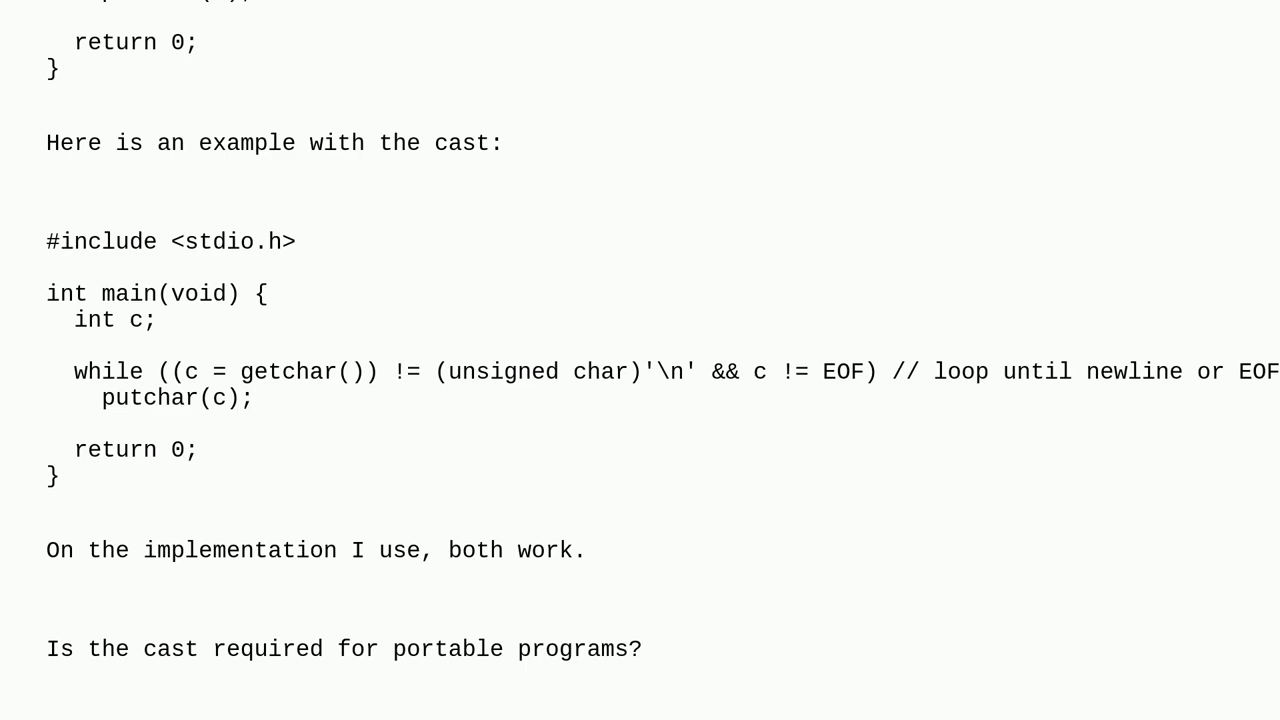 return 0;
}
Here is an example with the cast:
#include <stdio.h>
int main(void) {
int c;
while ((c = getchar()) != (unsigned char)'\n' && c != EOF) // loop until newline or EOF
putchar(c);
return 0;
}
On the implementation I use, both work.
Is the cast required for portable programs?